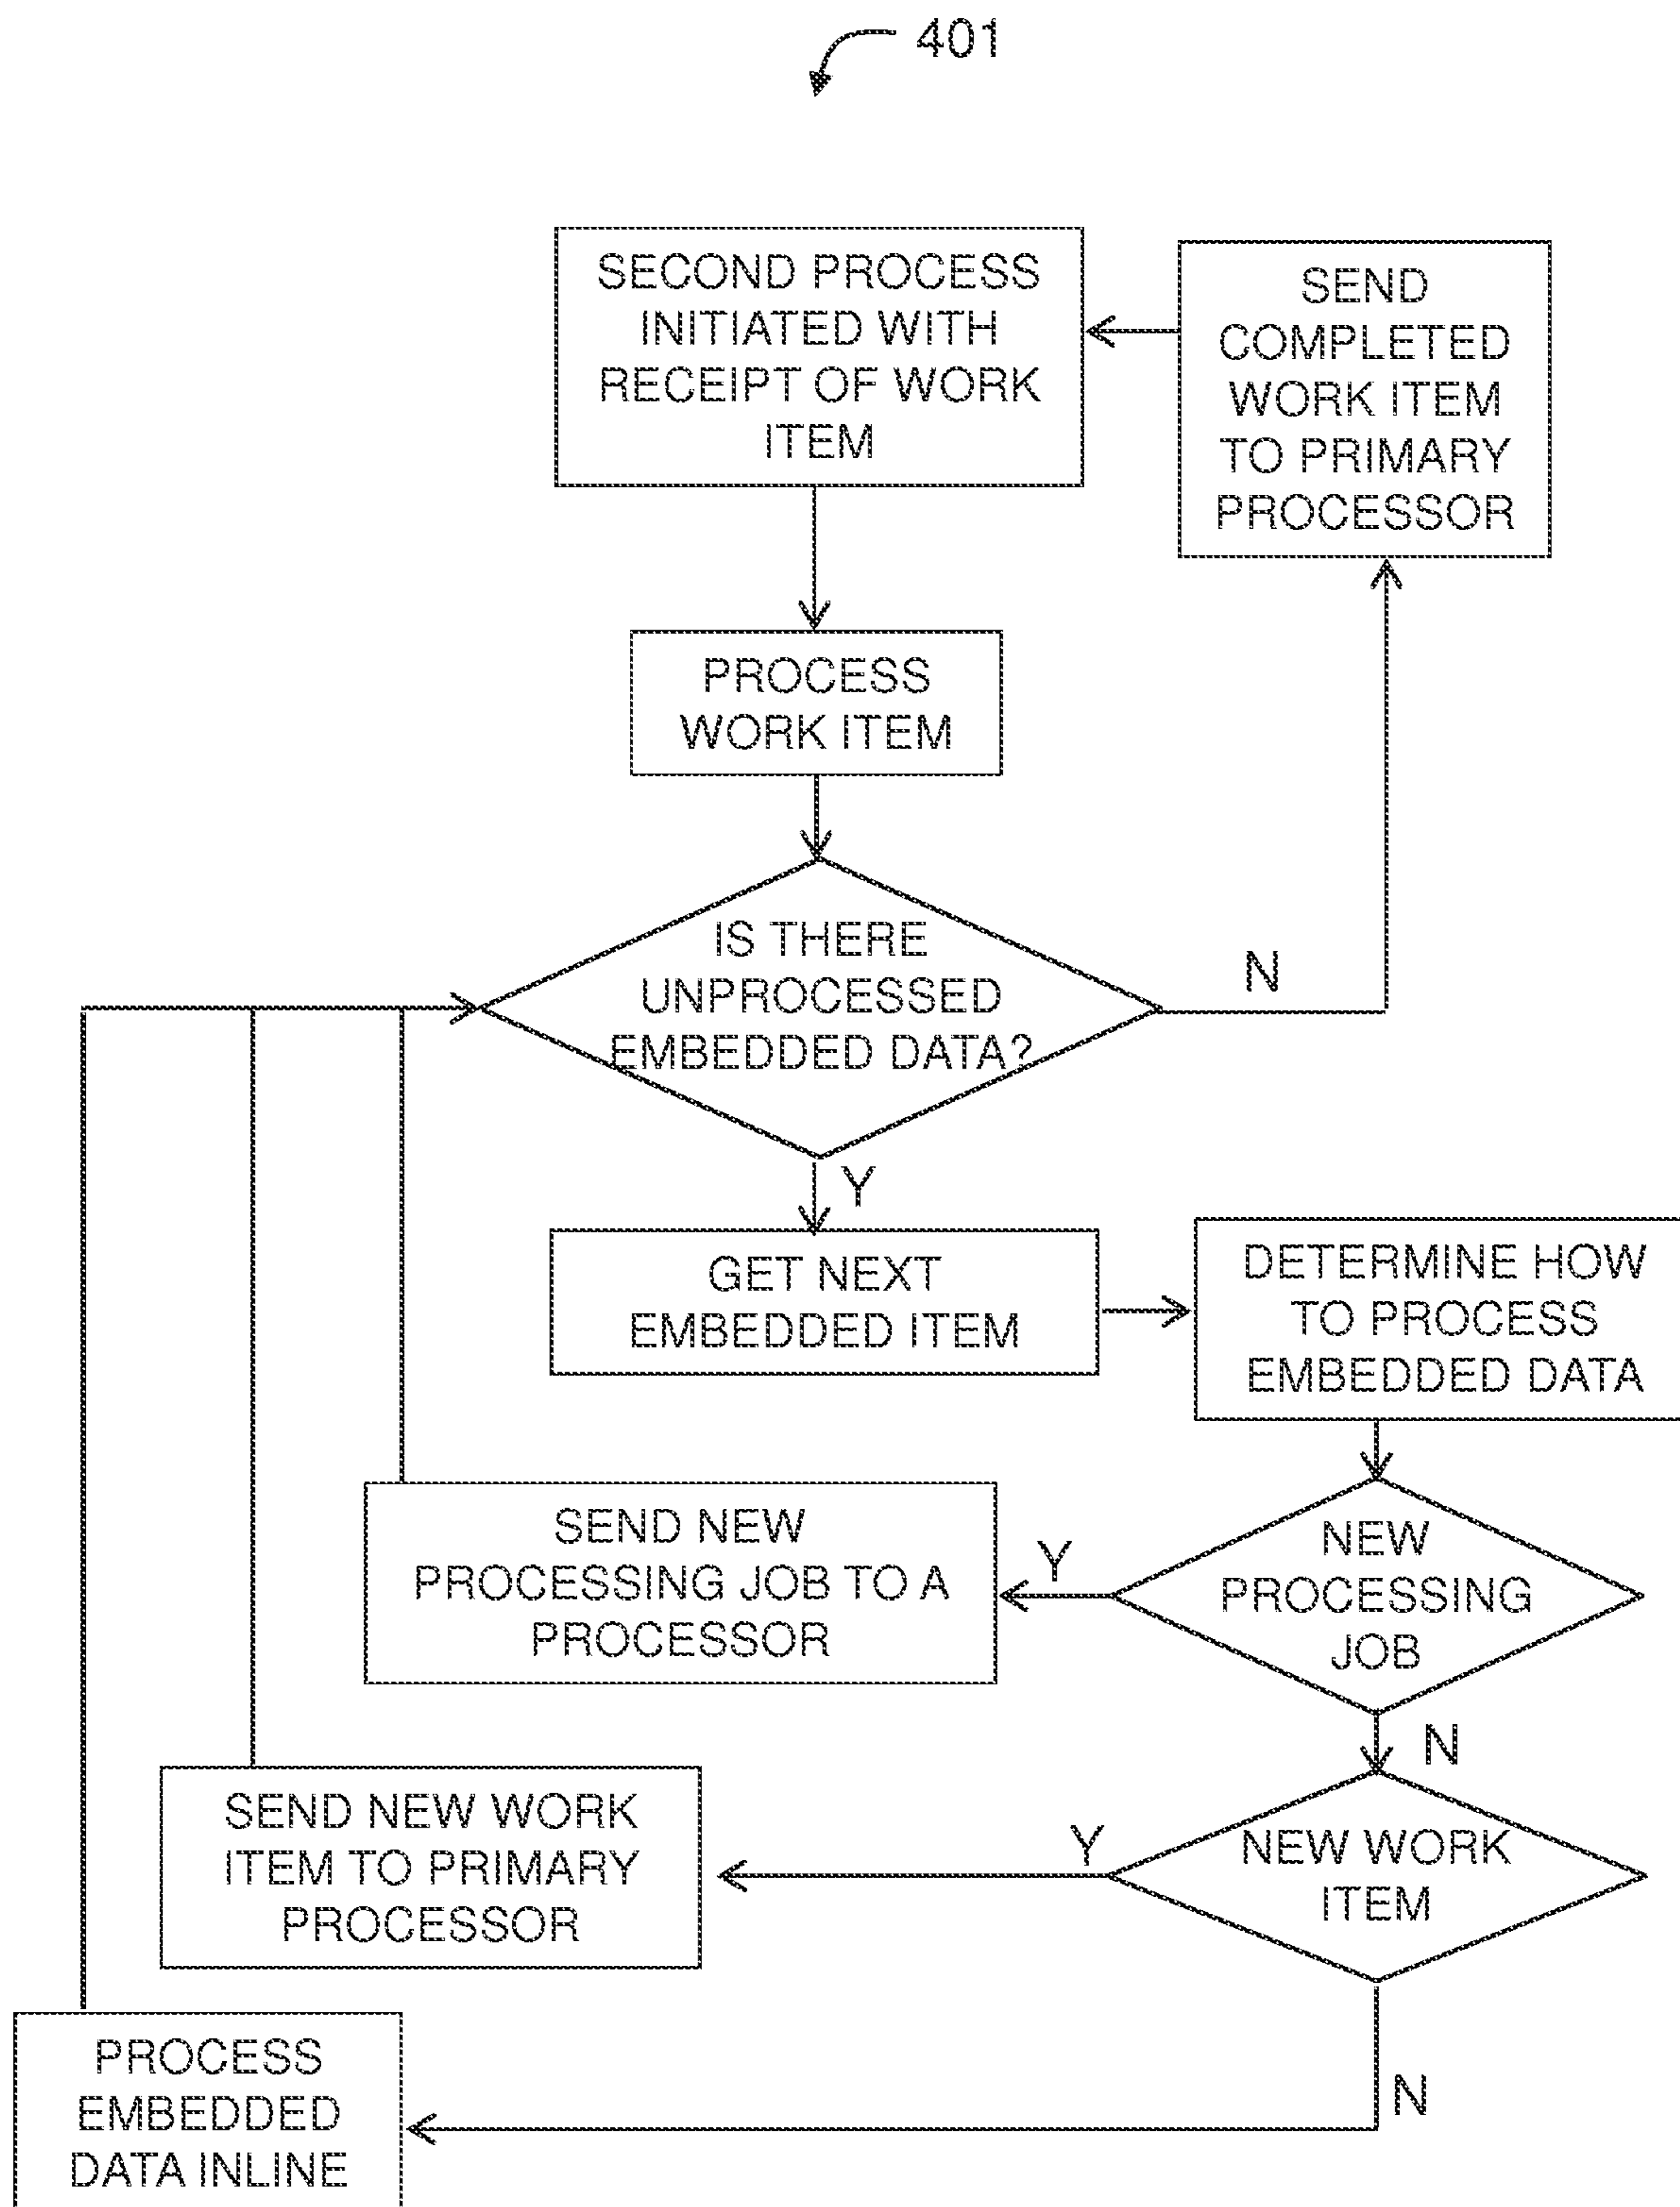 401
SECOND PROCESS
INITIATED WITH
RECEIPT OF WORK
ITEM
SEND
COMPLETED
WORK ITEM
TO PRIMARY
PROCESSOR
PROCESS
WORK ITEM
IS THERE
UNPROCESSED
EMBEDDED DATA?
N
Y
GET NEXT
EMBEDDED ITEM
DETERMINE HOW
TO PROCESS
EMBEDDED DATA
SEND NEW
PROCESSING JOB TO A
PROCESSOR
Y
NEW
PROCESSING
JOB
N
SEND NEW WORK
ITEM TO PRIMARY
PROCESSOR
Y
NEW WORK
ITEM
N
PROCESS
EMBEDDED
DATA INLINE